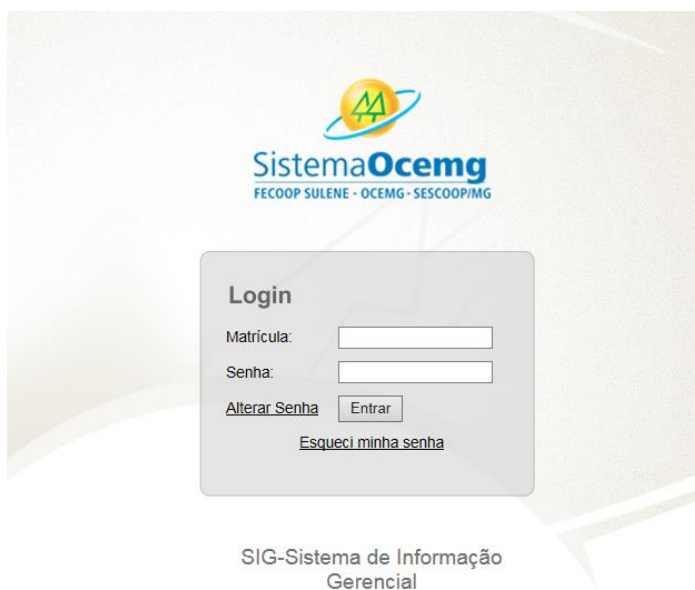 SistemaOcemg
FECOOP SULENE - OCEMG - SESCOOP/MG
Login
Matrícula:
Senha:
Alterar Senha Entrar
Esqueci minha senha
SIG-Sistema de Informação
Gerencial